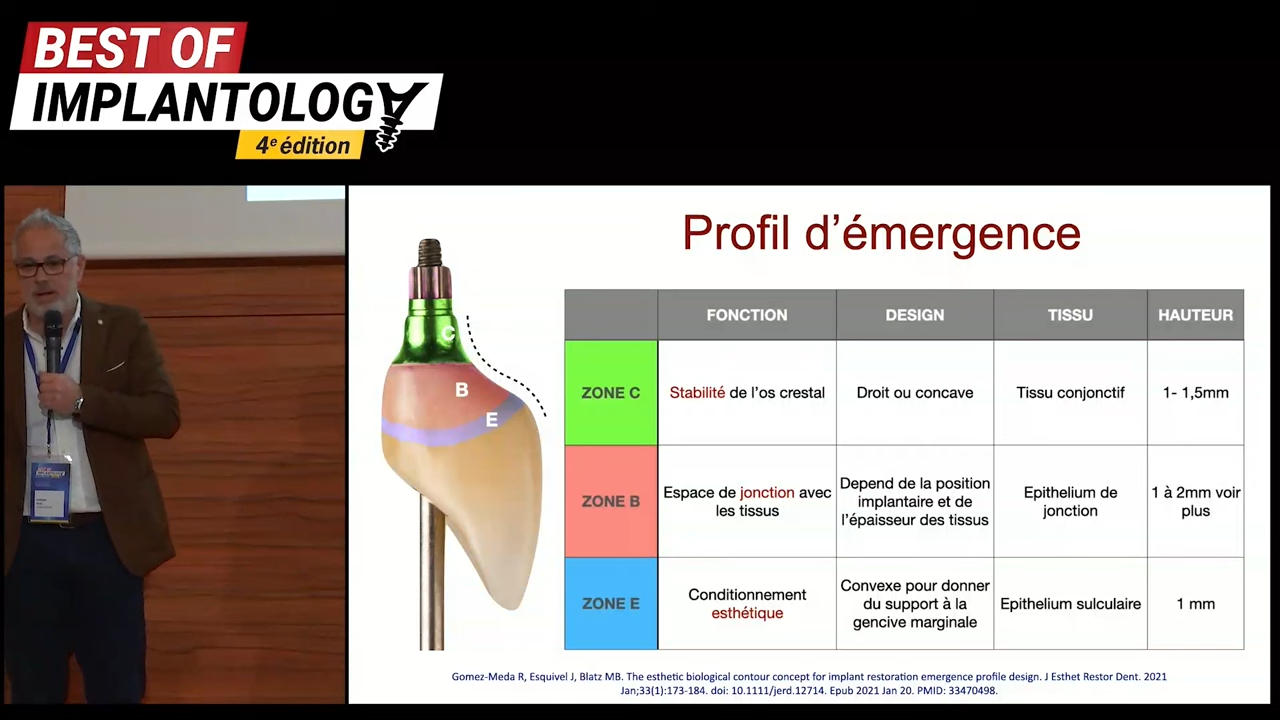 BEST OF
IMPLANTOLOGY
4e édition
Profil d'émergence
FONCTION DESIGN TISSU HAUTEUR
ZONE C
Stabilité de l'os crestal
Droit ou concave
Tissu conjonctif
1- 1,5mm
ZONE B
Espace de jonction avec
les tissus
Depend de la position
implantaire et de
l'épaisseur des tissus
Epithelium de
jonction
1 à 2mm voir
plus
ZONE E
Conditionnement
esthétique
Convexe pour donner
du support à la
gencive marginale
Epithelium sulculaire
1 mm
C
B
E
Gomez-Meda R, Esquivel J, Blatz MB. The esthetic biological contour concept for implant restoration emergence profile design. J Esthet Restor Dent. 2021
Jan;33(1):173-184. doi: 10.1111/jerd.12714. Epub 2021 Jan 20. PMID: 33470498.
BEST OF
IMPLANTOLOGY